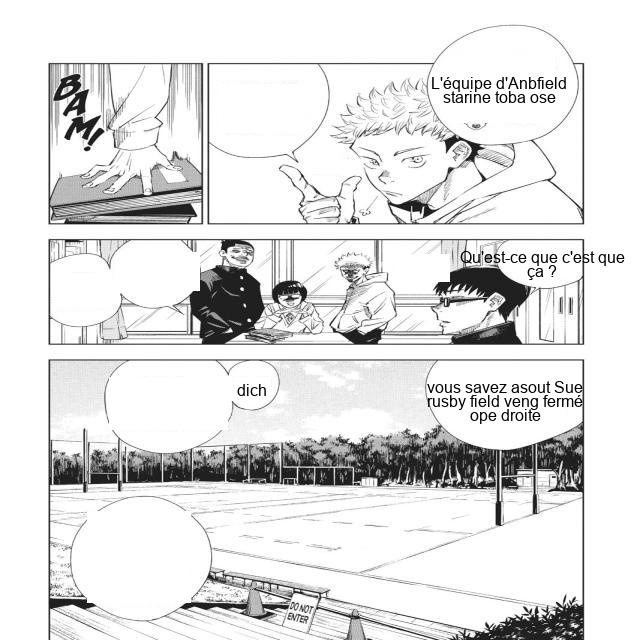 BAM!
L'équipe d'Anbfield
starine toba ose
Qu'est-ce que c'est que
ça ?
dich
vous savez asout Sue
rusby field veng fermé
ope droite
DO NOT
ENTER